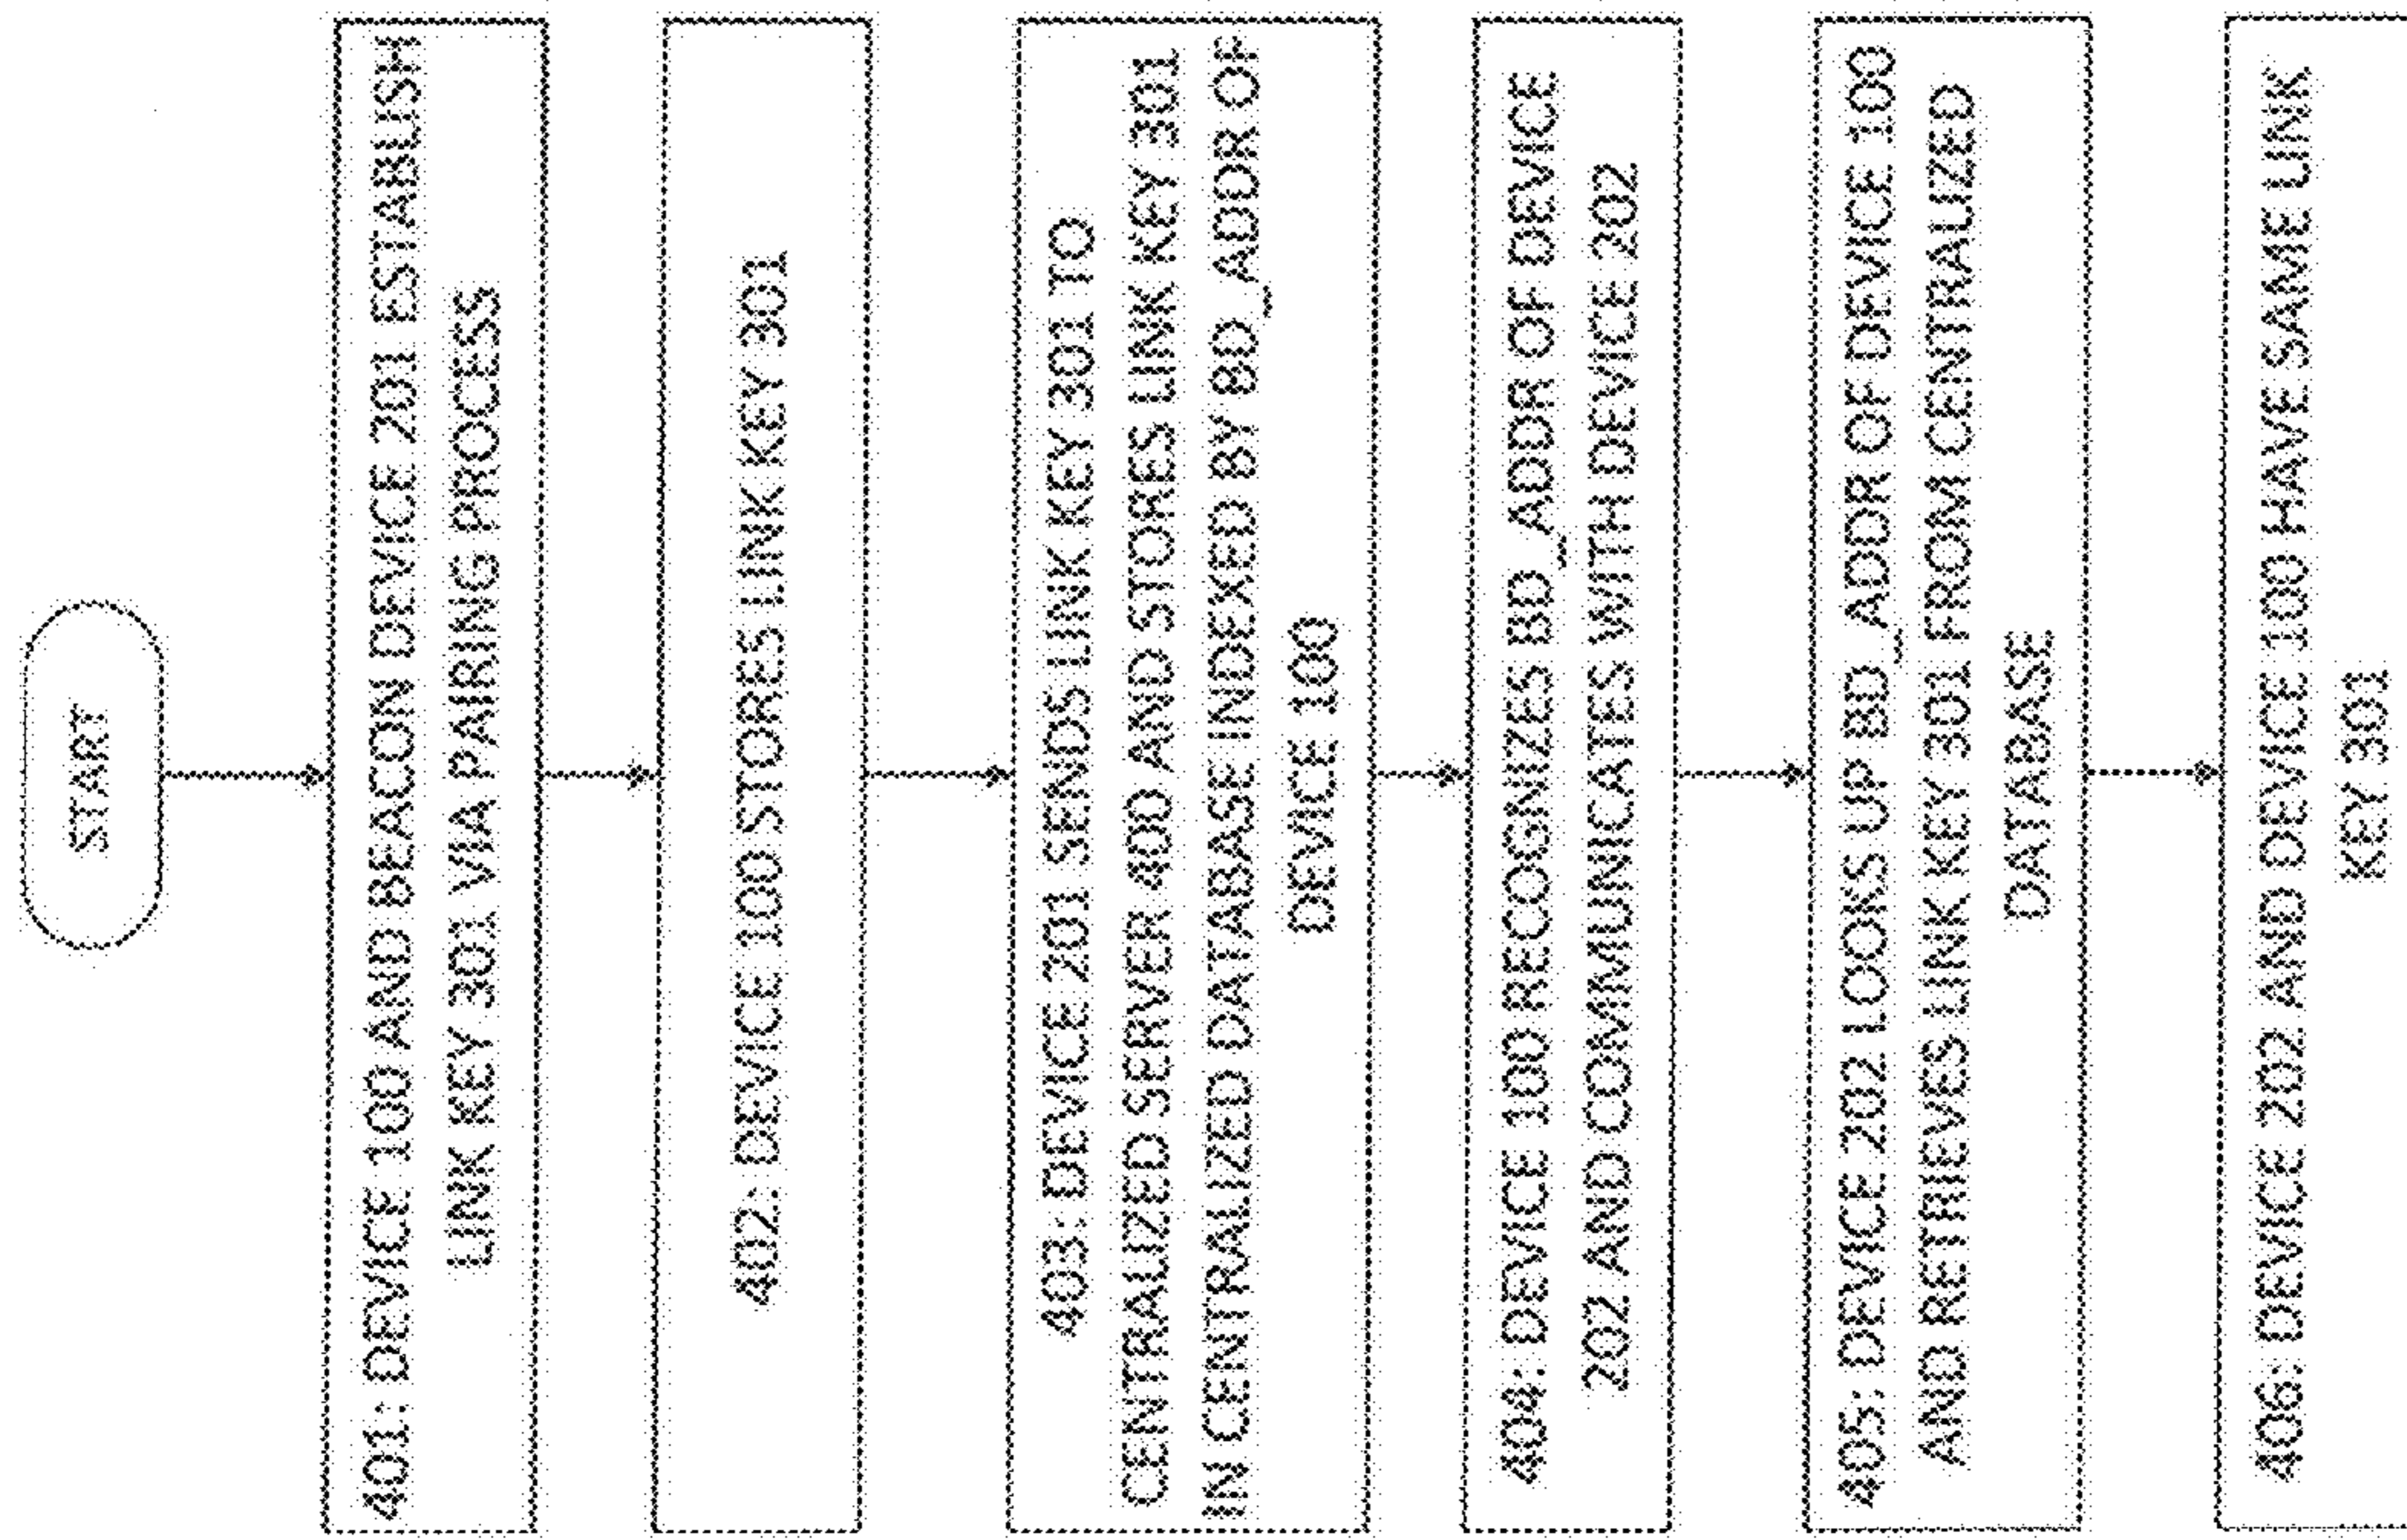 START
401: DEVICE 100 AND BEACON DEVICE 201 ESTABLISH
LINK KEY 301 VIA PAIRING PROCESS
402: DEVICE 100 STORES LINK KEY 301
403: DEVICE 201 SENDS LINK KEY 301 TO
CENTRALIZED SERVER 400 AND STORES LINK KEY 301
IN CENTRALIZED DATABASE INDEXED BY BD_ADDR OF
DEVICE 100
404: DEVICE 100 RECOGNIZES BD_ADDR OF DEVICE
202 AND COMMUNICATES WITH DEVICE 202
405: DEVICE 202 LOOKS UP BD_ADDR OF DEVICE 100
AND RETRIEVES LINK KEY 301 FROM CENTRALIZED
DATABASE
406: DEVICE 202 AND DEVICE 100 HAVE SAME LINK
KEY 301